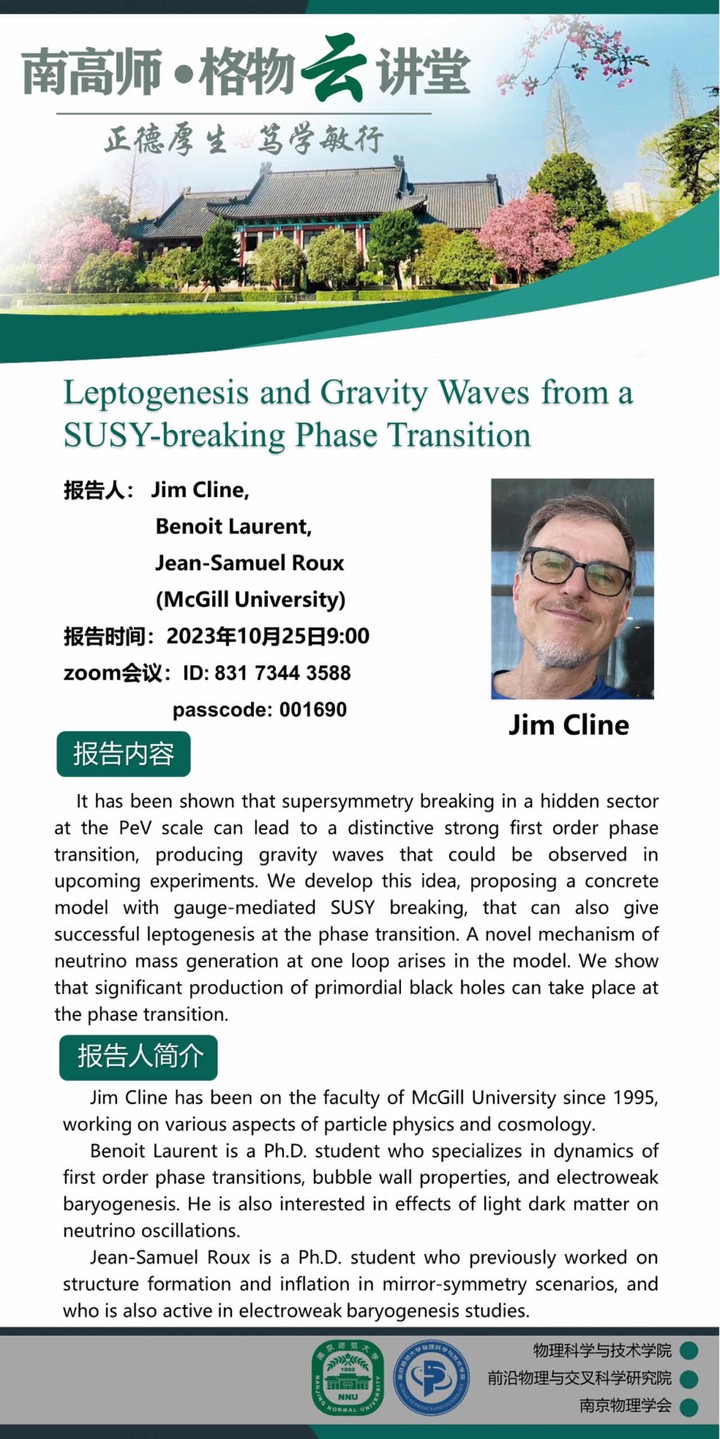 南高师·格物云讲堂
正德厚生 笃学敏行
Leptogenesis and Gravity Waves from a
SUSY-breaking Phase Transition
报告人： Jim Cline,
Benoit Laurent,
Jean-Samuel Roux
(McGill University)
报告时间：2023年10月25日9:00
zoom会议：ID: 831 7344 3588
passcode: 001690
Jim Cline
报告内容
It has been shown that supersymmetry breaking in a hidden sector
at the PeV scale can lead to a distinctive strong first order phase
transition, producing gravity waves that could be observed in
upcoming experiments. We develop this idea, proposing a concrete
model with gauge-mediated SUSY breaking, that can also give
successful leptogenesis at the phase transition. A novel mechanism of
neutrino mass generation at one loop arises in the model. We show
that significant production of primordial black holes can take place at
the phase transition.
报告人简介
Jim Cline has been on the faculty of McGill University since 1995,
working on various aspects of particle physics and cosmology.
Benoit Laurent is a Ph.D. student who specializes in dynamics of
first order phase transitions, bubble wall properties, and electroweak
baryogenesis. He is also interested in effects of light dark matter on
neutrino oscillations.
Jean-Samuel Roux is a Ph.D. student who previously worked on
structure formation and inflation in mirror-symmetry scenarios, and
who is also active in electroweak baryogenesis studies.
南京师范大学
1902
NNU
NANJING NORMAL UNIVERSITY
物理科学与技术学院
前沿物理与交叉科学研究院
南京物理学会